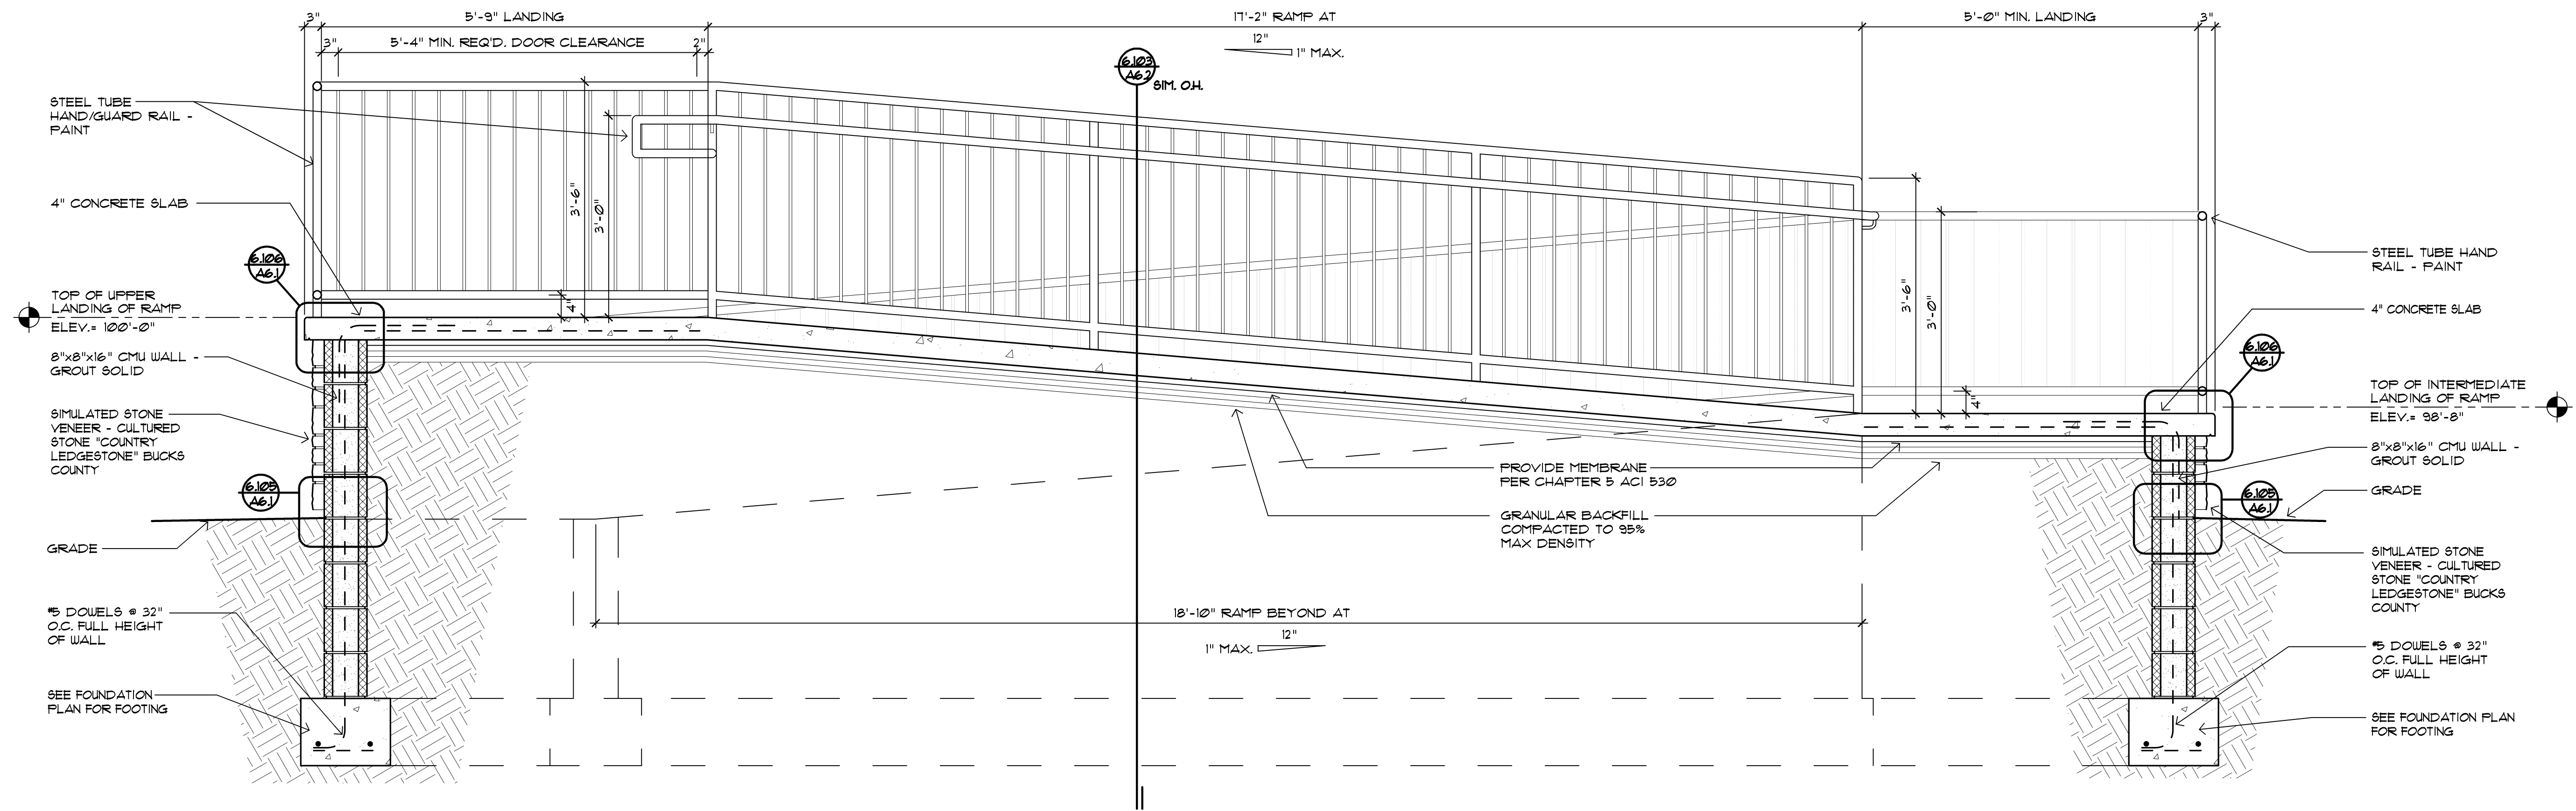 3"
5'-9" LANDING
17'-2" RAMP AT
5'-0" MIN. LANDING
3"
3"
5'-4" MIN. REQ'D. DOOR CLEARANCE
2"
12"
1" MAX.
6.103
A6.2
SIM. O.H.
STEEL TUBE
HAND/GUARD RAIL -
PAINT
4" CONCRETE SLAB
6.106
A6.1
TOP OF UPPER
LANDING OF RAMP
ELEV.= 100'-0"
8"x8"x16" CMU WALL -
GROUT SOLID
SIMULATED STONE
VENEER - CULTURED
STONE "COUNTRY
LEDGESTONE" BUCKS
COUNTY
6.105
A6.1
GRADE
#5 DOWELS @ 32"
O.C. FULL HEIGHT
OF WALL
SEE FOUNDATION
PLAN FOR FOOTING
3'-6"
3'-0"
4"
PROVIDE MEMBRANE
PER CHAPTER 5 ACI 530
GRANULAR BACKFILL
COMPACTED TO 95%
MAX DENSITY
18'-10" RAMP BEYOND AT
12"
1" MAX.
3'-6"
3'-0"
4"
STEEL TUBE HAND
RAIL - PAINT
4" CONCRETE SLAB
6.106
A6.1
TOP OF INTERMEDIATE
LANDING OF RAMP
ELEV.= 98'-8"
8"x8"x16" CMU WALL -
GROUT SOLID
GRADE
6.105
A6.1
SIMULATED STONE
VENEER - CULTURED
STONE "COUNTRY
LEDGESTONE" BUCKS
COUNTY
#5 DOWELS @ 32"
O.C. FULL HEIGHT
OF WALL
SEE FOUNDATION PLAN
FOR FOOTING